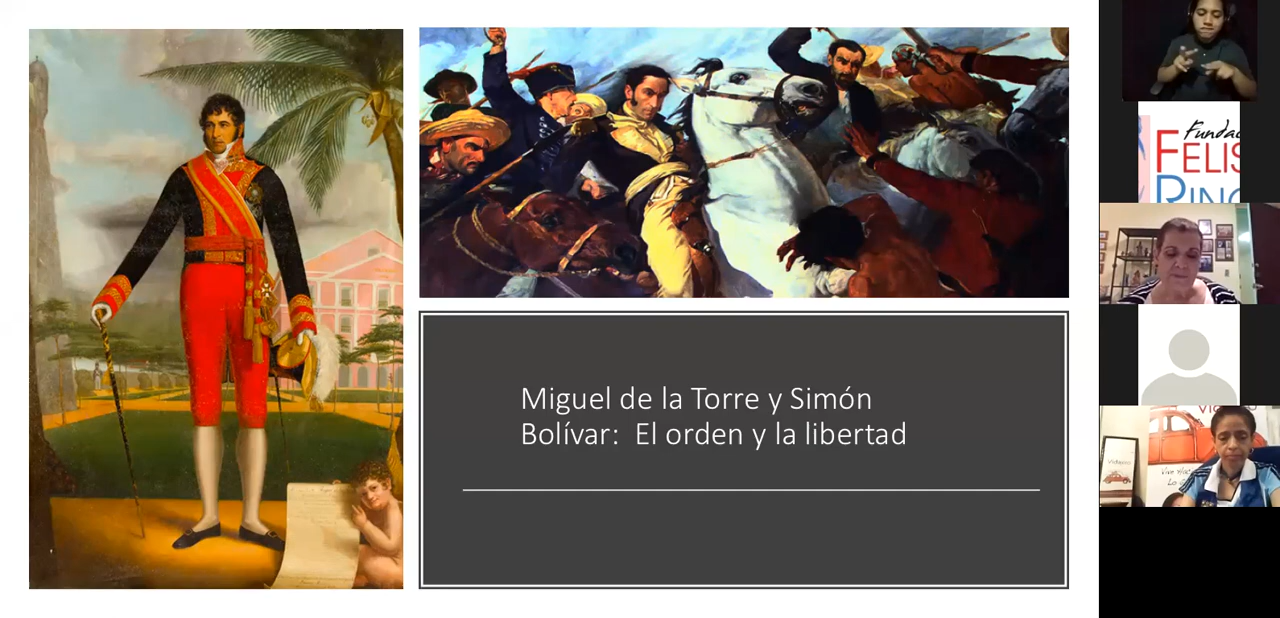 Miguel de la Torre y Simón
Bolívar:  El orden y la libertad
Fundac
FELIS
RINC